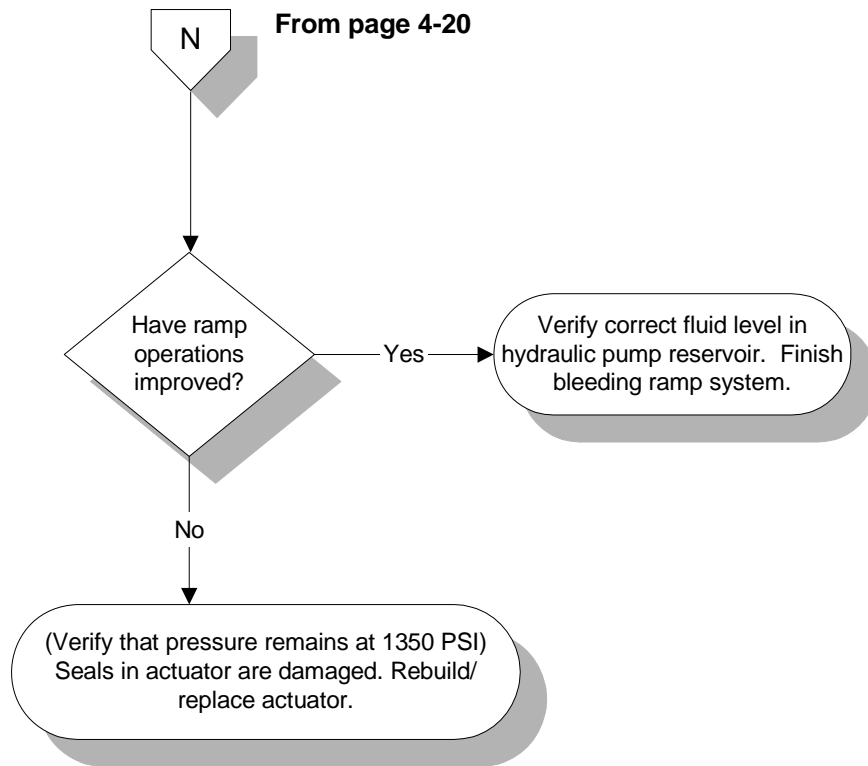 N
From page 4-20
Have ramp
operations
improved?
Yes
Verify correct fluid level in
hydraulic pump reservoir. Finish
bleeding ramp system.
No
(Verify that pressure remains at 1350 PSI)
Seals in actuator are damaged. Rebuild/
replace actuator.